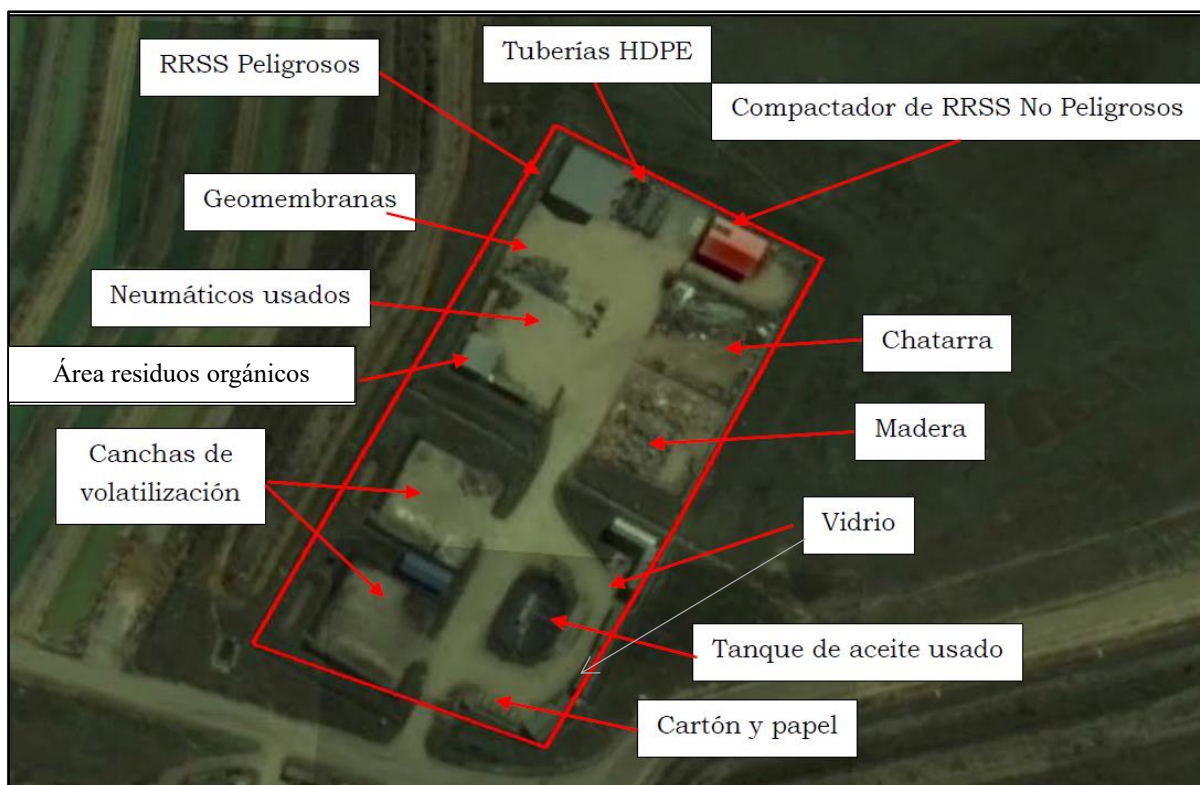 Tuberías HDPE
RRSS Peligrosos
Compactador de RRSS No Peligrosos
Geomembranas
Neumáticos usados
Chatarra
Área residuos orgánicos
Madera
Canchas de
volatilización
Vidrio
Tanque de aceite usado
Cartón y papel